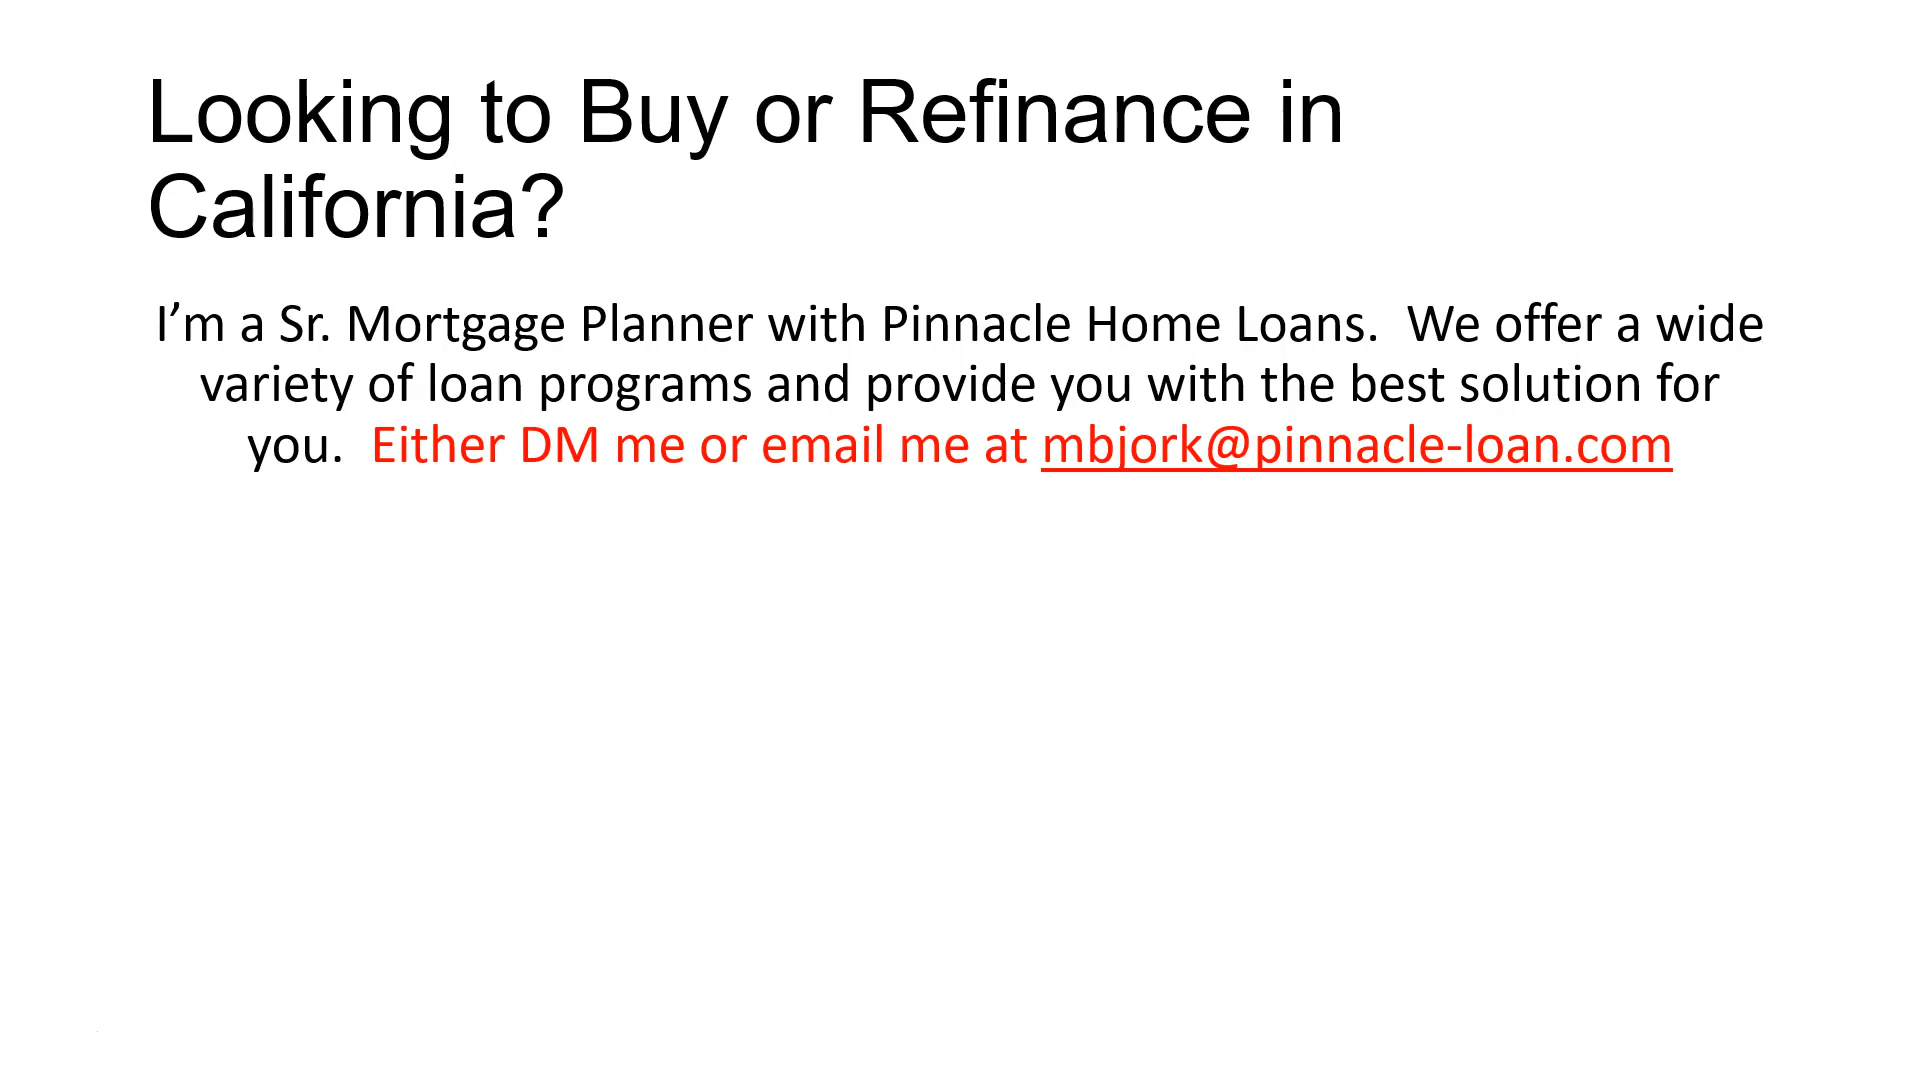 Looking to Buy or Refinance in
California?
I’m a Sr. Mortgage Planner with Pinnacle Home Loans.  We offer a wide
variety of loan programs and provide you with the best solution for
you.  Either DM me or email me at mbjork@pinnacle-loan.com